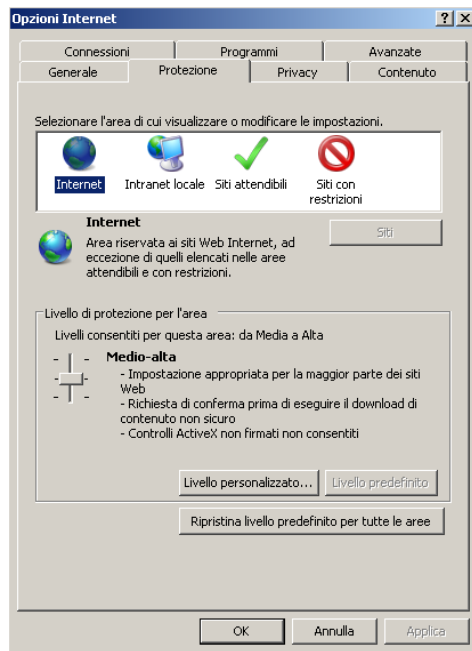 Opzioni Internet
Connessioni Programmi Avanzate
Generale Protezione Privacy Contenuto
Selezionare l'area di cui visualizzare o modificare le impostazioni.
Internet Intranet locale Siti attendibili Siti con
restrizioni
Internet
Siti
Area riservata ai siti Web Internet, ad
eccezione di quelli elencati nelle aree
attendibili e con restrizioni.
Livello di protezione per l'area
Livelli consentiti per questa area: da Media a Alta
Medio-alta
- Impostazione appropriata per la maggior parte dei siti
Web
- Richiesta di conferma prima di eseguire il download di
contenuto non sicuro
- Controlli ActiveX non firmati non consentiti
Livello personalizzato... Livello predefinito
Ripristina livello predefinito per tutte le aree
OK Annulla Applica